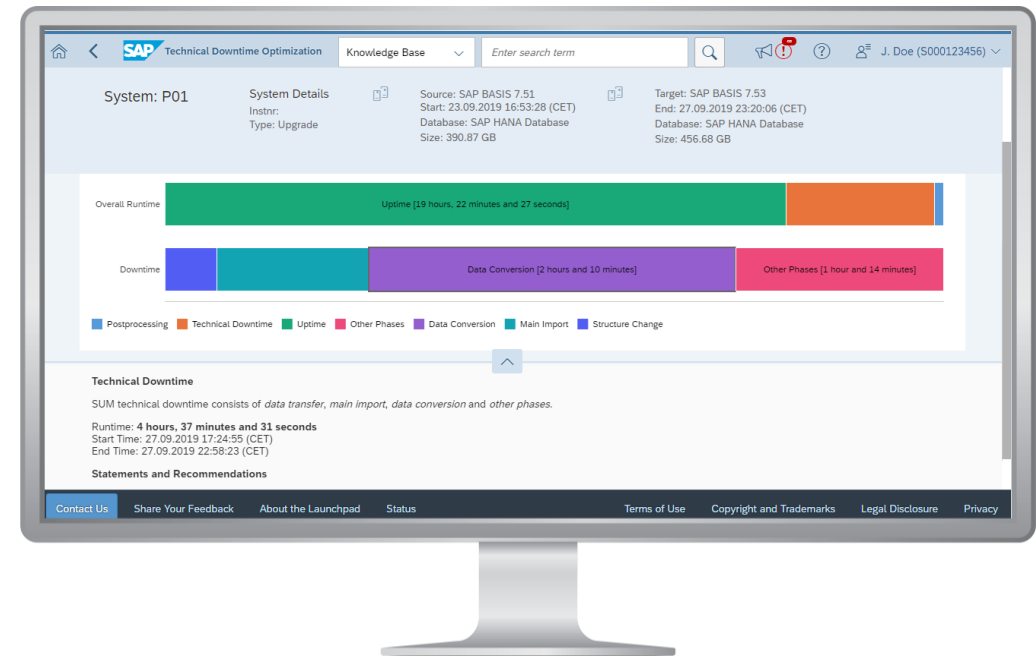 SAP Technical Downtime Optimization Knowledge Base Enter search term J. Doe (S000123456)
System: P01
System Details
Instnr:
Type: Upgrade
Source: SAP BASIS 7.51
Start: 23.09.2019 16:53:28 (CET)
Database: SAP HANA Database
Size: 390.87 GB
Target: SAP BASIS 7.53
End: 27.09.2019 23:20:06 (CET)
Database: SAP HANA Database
Size: 456.68 GB
Overall Runtime Uptime [19 hours, 22 minutes and 27 seconds]
Downtime Data Conversion [2 hours and 10 minutes] Other Phases [1 hour and 14 minutes]
Postprocessing Technical Downtime Uptime Other Phases Data Conversion Main Import Structure Change
Technical Downtime
SUM technical downtime consists of data transfer, main import, data conversion and other phases.
Runtime: 4 hours, 37 minutes and 31 seconds
Start Time: 27.09.2019 17:24:55 (CET)
End Time: 27.09.2019 22:58:23 (CET)
Statements and Recommendations
Contact Us Share Your Feedback About the Launchpad Status Terms of Use Copyright and Trademarks Legal Disclosure Privacy